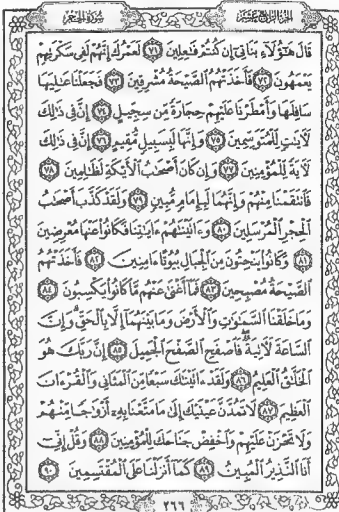 الجزء الرابع عشر
سورة الحجر
قَالَ هَٰٓؤُلَآءِ بَنَاتِىٓ إِن كُنتُمْ فَٰعِلِينَ ٧١ لَعَمْرُكَ إِنَّهُمْ لَفِى سَكْرَتِهِمْ
يَعْمَهُونَ ٧٢ فَأَخَذَتْهُمُ ٱلصَّيْحَةُ مُشْرِقِينَ ٧٣ فَجَعَلْنَا عَٰلِيَهَا
سَافِلَهَا وَأَمْطَرْنَا عَلَيْهِمْ حِجَارَةً مِّن سِجِّيلٍ ٧٤ إِنَّ فِى ذَٰلِكَ
لَءَايَٰتٍ لِّلْمُتَوَسِّمِينَ ٧٥ وَإِنَّهَا لَبِسَبِيلٍ مُّقِيمٍ ٧٦ إِنَّ فِى ذَٰلِكَ
لَءَايَةً لِّلْمُؤْمِنِينَ ٧٧ وَإِن كَانَ أَصْحَٰبُ ٱلْأَيْكَةِ لَظَٰلِمِينَ ٧٨
فَٱنتَقَمْنَا مِنْهُمْ وَإِنَّهُمَا لَبِإِمَامٍ مُّبِينٍ ٧٩ وَلَقَدْ كَذَّبَ أَصْحَٰبُ
ٱلْحِجْرِ ٱلْمُرْسَلِينَ ٨٠ وَءَاتَيْنَٰهُمْ ءَايَٰتِنَا فَكَانُوا۟ عَنْهَا مُعْرِضِينَ
٨١ وَكَانُوا۟ يَنْحِتُونَ مِنَ ٱلْجِبَالِ بُيُوتًا ءَامِنِينَ ٨٢ فَأَخَذَتْهُمُ
ٱلصَّيْحَةُ مُصْبِحِينَ ٨٣ فَمَآ أَغْنَىٰ عَنْهُم مَّا كَانُوا۟ يَكْسِبُونَ ٨٤
وَمَا خَلَقْنَا ٱلسَّمَٰوَٰتِ وَٱلْأَرْضَ وَمَا بَيْنَهُمَآ إِلَّا بِٱلْحَقِّ وَإِنَّ
ٱلسَّاعَةَ لَءَاتِيَةٌ فَٱصْفَحِ ٱلصَّفْحَ ٱلْجَمِيلَ ٨٥ إِنَّ رَبَّكَ هُوَ
ٱلْخَلَّٰقُ ٱلْعَلِيمُ ٨٦ وَلَقَدْ ءَاتَيْنَٰكَ سَبْعًا مِّنَ ٱلْمَثَانِى وَٱلْقُرْءَانَ
ٱلْعَظِيمَ ٨٧ لَا تَمُدَّنَّ عَيْنَيْكَ إِلَىٰ مَا مَتَّعْنَا بِهِۦٓ أَزْوَٰجًا مِّنْهُمْ
وَلَا تَحْزَنْ عَلَيْهِمْ وَٱخْفِضْ جَنَاحَكَ لِلْمُؤْمِنِينَ ٨٨ وَقُلْ إِنِّىٓ
أَنَا ٱلنَّذِيرُ ٱلْمُبِينُ ٨٩ كَمَآ أَنزَلْنَا عَلَى ٱلْمُقْتَسِمِينَ ٩٠
٢٦٦